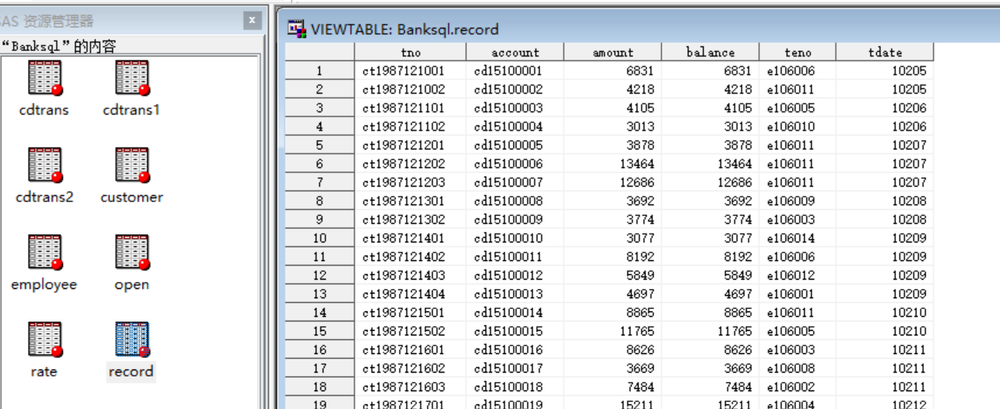 SAS 资源管理器
“Banksql”的内容
cdtrans cdtrans1
cdtrans2 customer
employee open
rate record
VIEWTABLE: Banksql.record
tno account amount balance teno tdate
1 ct1987121001 cd15100001 6831 6831 e106006 10205
2 ct1987121002 cd15100002 4218 4218 e106011 10205
3 ct1987121101 cd15100003 4105 4105 e106005 10206
4 ct1987121102 cd15100004 3013 3013 e106010 10206
5 ct1987121201 cd15100005 3878 3878 e106011 10207
6 ct1987121202 cd15100006 13464 13464 e106011 10207
7 ct1987121203 cd15100007 12686 12686 e106011 10207
8 ct1987121301 cd15100008 3692 3692 e106009 10208
9 ct1987121302 cd15100009 3774 3774 e106003 10208
10 ct1987121401 cd15100010 3077 3077 e106014 10209
11 ct1987121402 cd15100011 8192 8192 e106006 10209
12 ct1987121403 cd15100012 5849 5849 e106012 10209
13 ct1987121404 cd15100013 4697 4697 e106001 10209
14 ct1987121501 cd15100014 8865 8865 e106011 10210
15 ct1987121502 cd15100015 11765 11765 e106005 10210
16 ct1987121601 cd15100016 8626 8626 e106003 10211
17 ct1987121602 cd15100017 3669 3669 e106008 10211
18 ct1987121603 cd15100018 7484 7484 e106002 10211
19 ct1987121701 cd15100019 15211 15211 e106004 10212